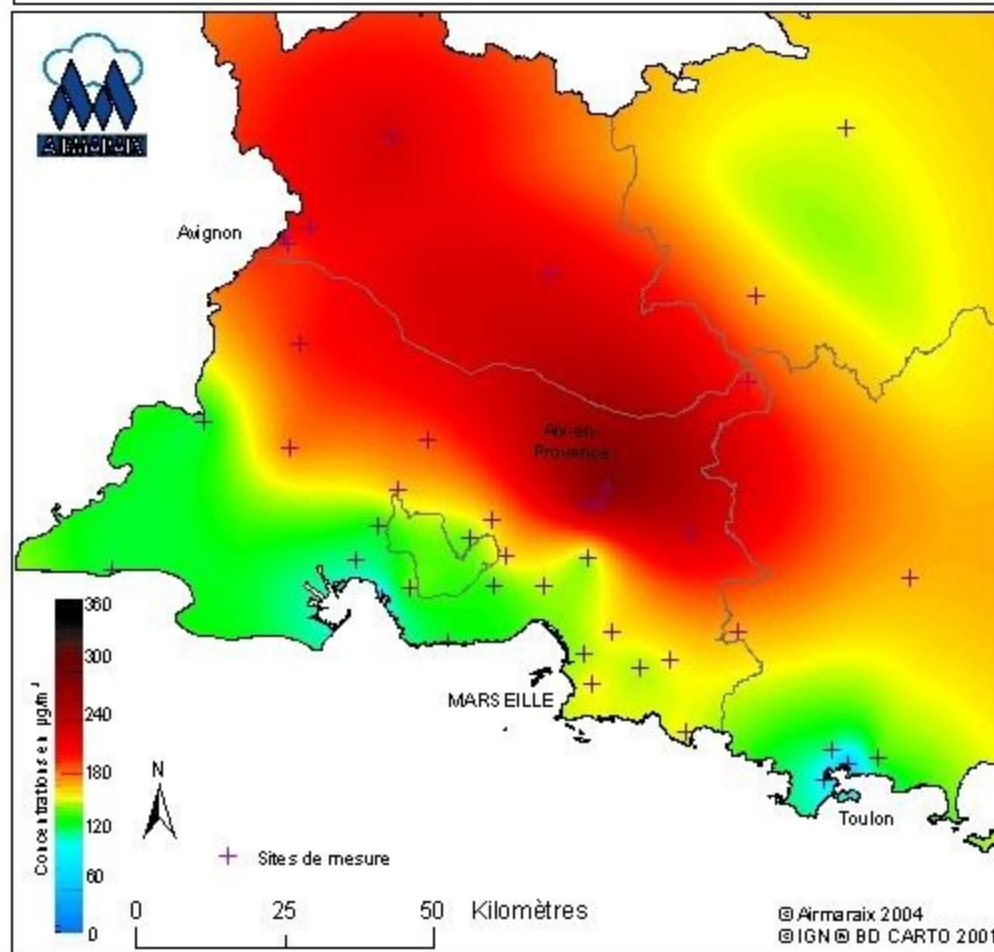 AIRMARAIX
Avignon
Aix-en-
Provence
MARSEILLE
Toulon
Concentrations en µg/m³
360
300
240
180
120
60
0
N
Sites de mesure
0 25 50 Kilomètres
© Airmaraix 2004
© IGN ® BD CARTO 2001